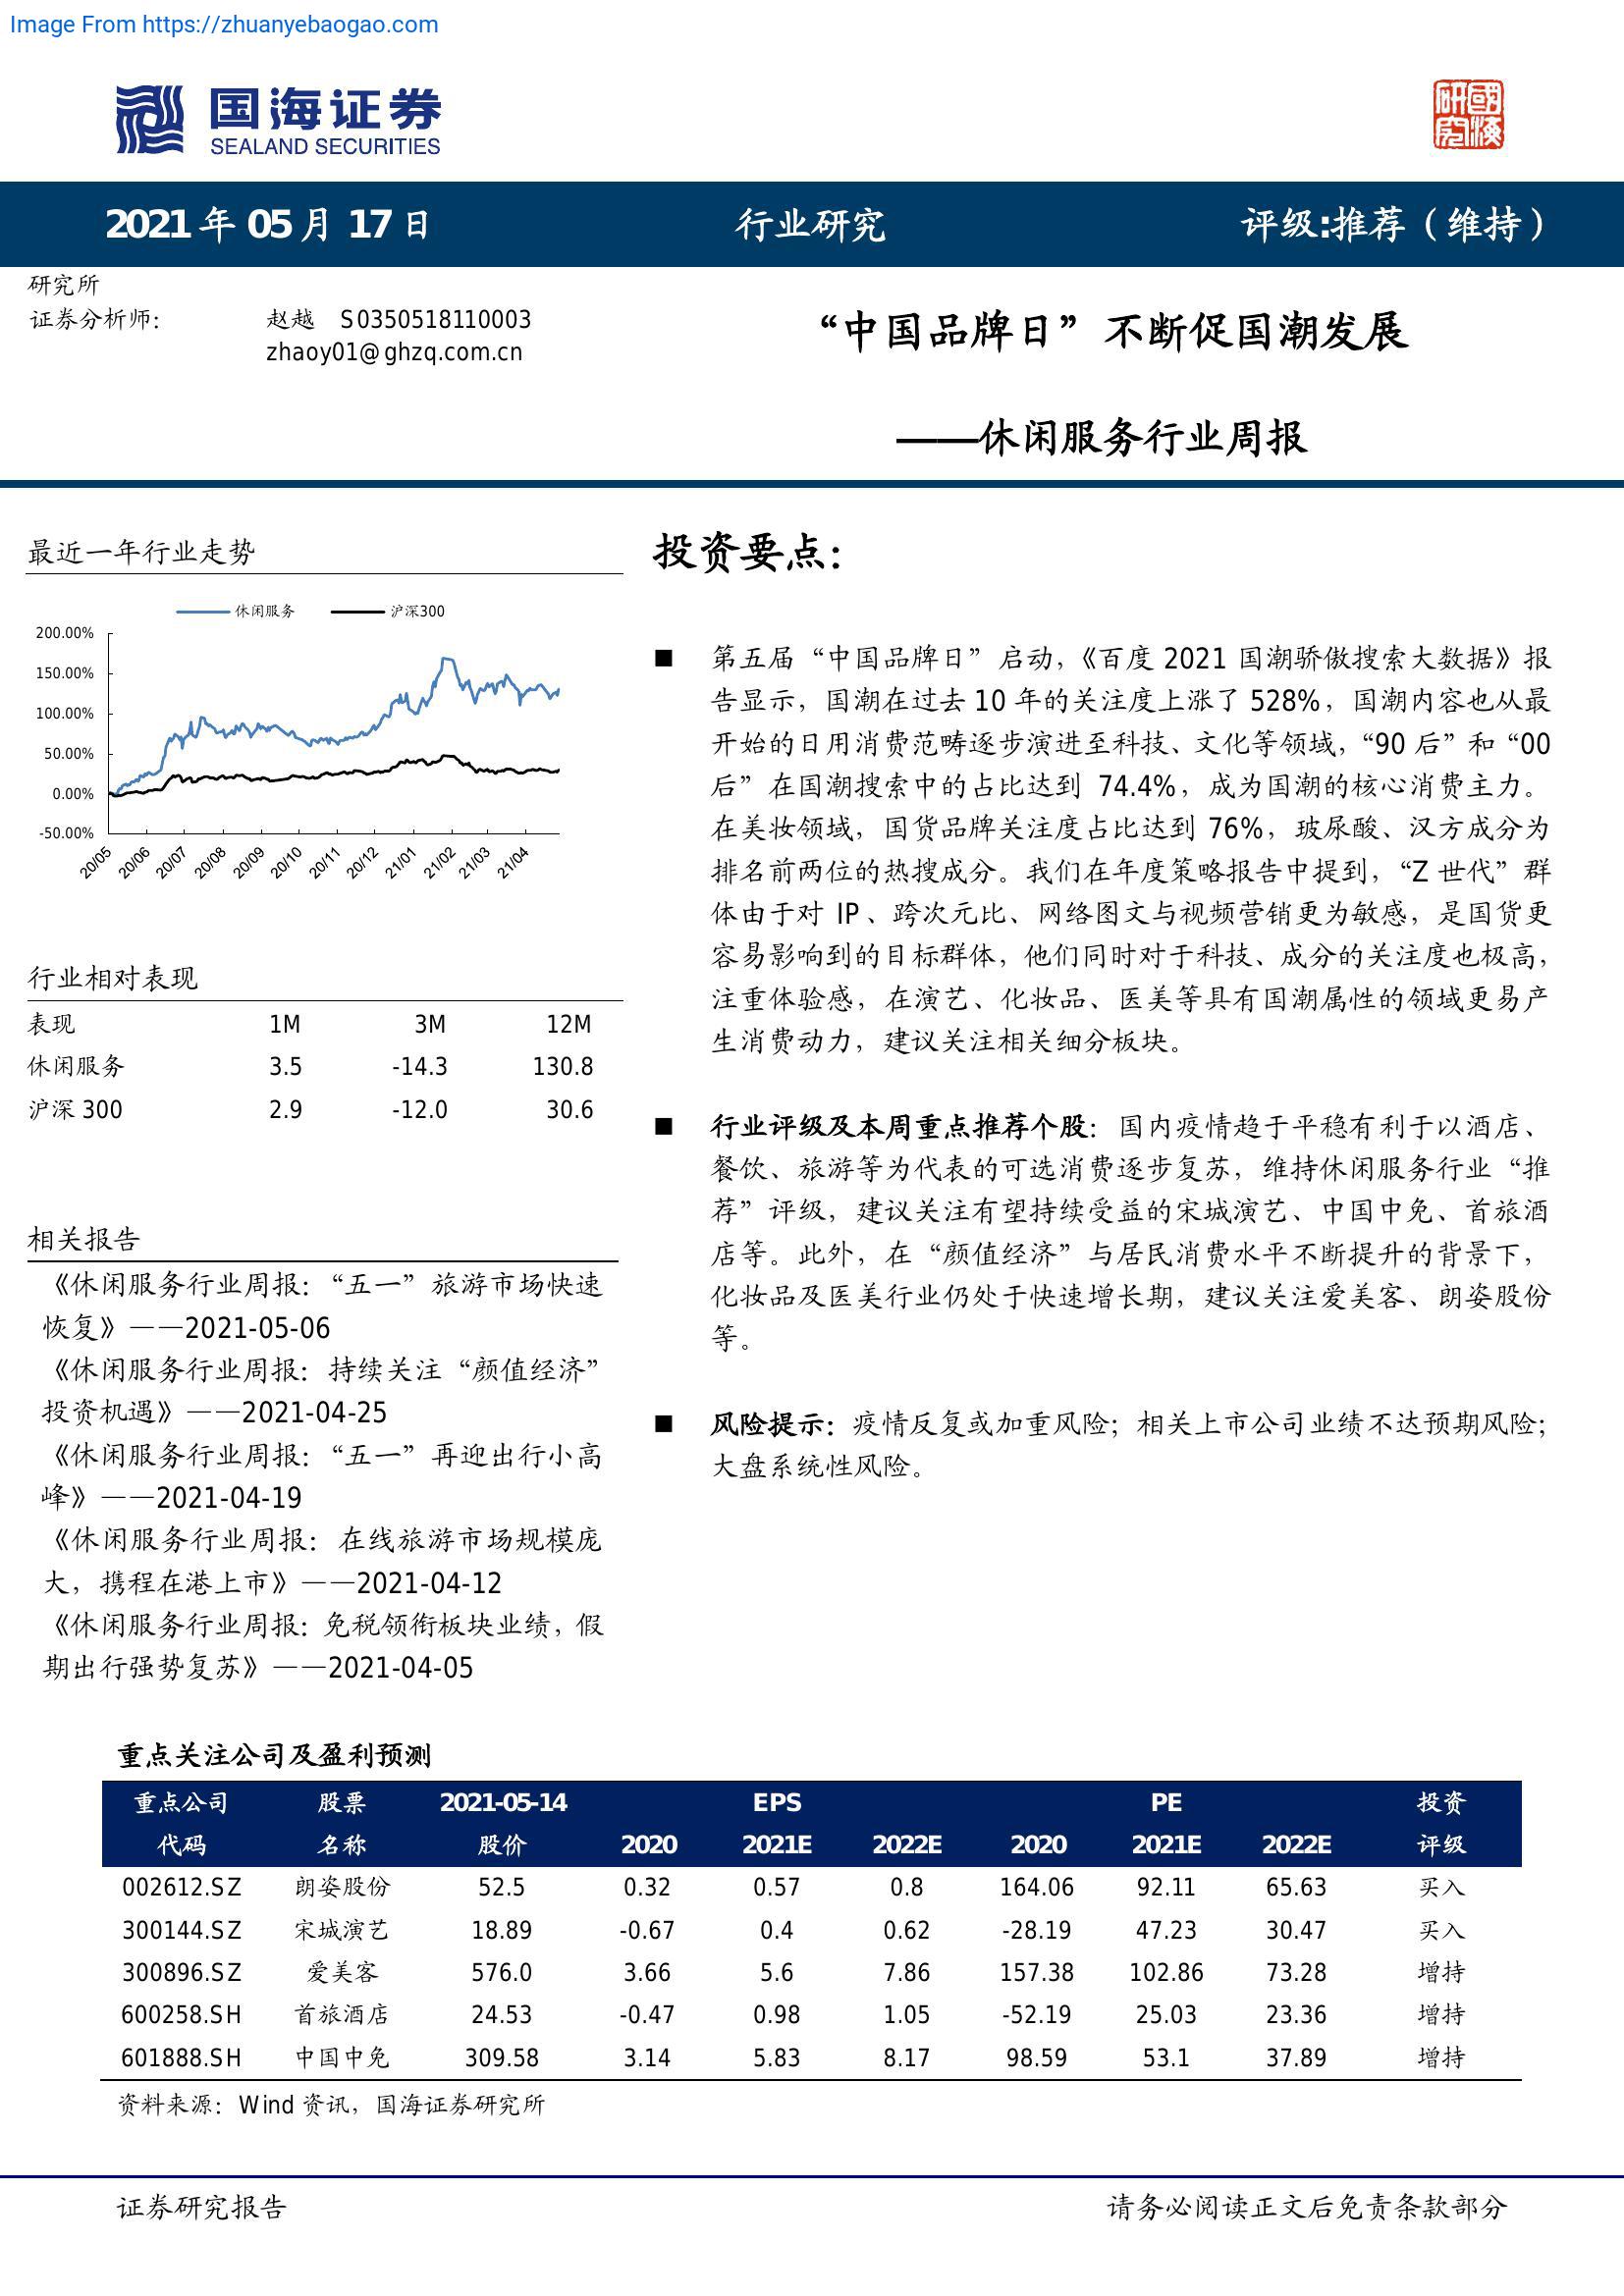 Image From https://zhuanyebaogao.com
国海证券
SEALAND SECURITIES
國海研究
2021 年 05 月 17 日 行业研究 评级:推荐（维持）
研究所
证券分析师： 赵越 S0350518110003
zhaoy01@ghzq.com.cn
“中国品牌日”不断促国潮发展
——休闲服务行业周报
最近一年行业走势
休闲服务 沪深300
200.00%
150.00%
100.00%
50.00%
0.00%
-50.00%
20/05 20/06 20/07 20/08 20/09 20/10 20/11 20/12 21/01 21/02 21/03 21/04
行业相对表现
表现 1M 3M 12M
休闲服务 3.5 -14.3 130.8
沪深 300 2.9 -12.0 30.6
相关报告
《休闲服务行业周报：“五一”旅游市场快速
恢复》——2021-05-06
《休闲服务行业周报：持续关注“颜值经济”
投资机遇》——2021-04-25
《休闲服务行业周报：“五一”再迎出行小高
峰》——2021-04-19
《休闲服务行业周报：在线旅游市场规模庞
大，携程在港上市》——2021-04-12
《休闲服务行业周报：免税领衔板块业绩，假
期出行强势复苏》——2021-04-05
投资要点：
■ 第五届“中国品牌日”启动，《百度 2021 国潮骄傲搜索大数据》报
告显示，国潮在过去 10 年的关注度上涨了 528%，国潮内容也从最
开始的日用消费范畴逐步演进至科技、文化等领域，“90 后”和“00
后”在国潮搜索中的占比达到 74.4%，成为国潮的核心消费主力。
在美妆领域，国货品牌关注度占比达到 76%，玻尿酸、汉方成分为
排名前两位的热搜成分。我们在年度策略报告中提到，“Z 世代”群
体由于对 IP、跨次元比、网络图文与视频营销更为敏感，是国货更
容易影响到的目标群体，他们同时对于科技、成分的关注度也极高，
注重体验感，在演艺、化妆品、医美等具有国潮属性的领域更易产
生消费动力，建议关注相关细分板块。
■ 行业评级及本周重点推荐个股：国内疫情趋于平稳有利于以酒店、
餐饮、旅游等为代表的可选消费逐步复苏，维持休闲服务行业“推
荐”评级，建议关注有望持续受益的宋城演艺、中国中免、首旅酒
店等。此外，在“颜值经济”与居民消费水平不断提升的背景下，
化妆品及医美行业仍处于快速增长期，建议关注爱美客、朗姿股份
等。
■ 风险提示：疫情反复或加重风险；相关上市公司业绩不达预期风险；
大盘系统性风险。
重点关注公司及盈利预测
重点公司 股票 2021-05-14 EPS PE 投资
代码 名称 股价 2020 2021E 2022E 2020 2021E 2022E 评级
002612.SZ 朗姿股份 52.5 0.32 0.57 0.8 164.06 92.11 65.63 买入
300144.SZ 宋城演艺 18.89 -0.67 0.4 0.62 -28.19 47.23 30.47 买入
300896.SZ 爱美客 576.0 3.66 5.6 7.86 157.38 102.86 73.28 增持
600258.SH 首旅酒店 24.53 -0.47 0.98 1.05 -52.19 25.03 23.36 增持
601888.SH 中国中免 309.58 3.14 5.83 8.17 98.59 53.1 37.89 增持
资料来源：Wind 资讯，国海证券研究所
证券研究报告 请务必阅读正文后免责条款部分